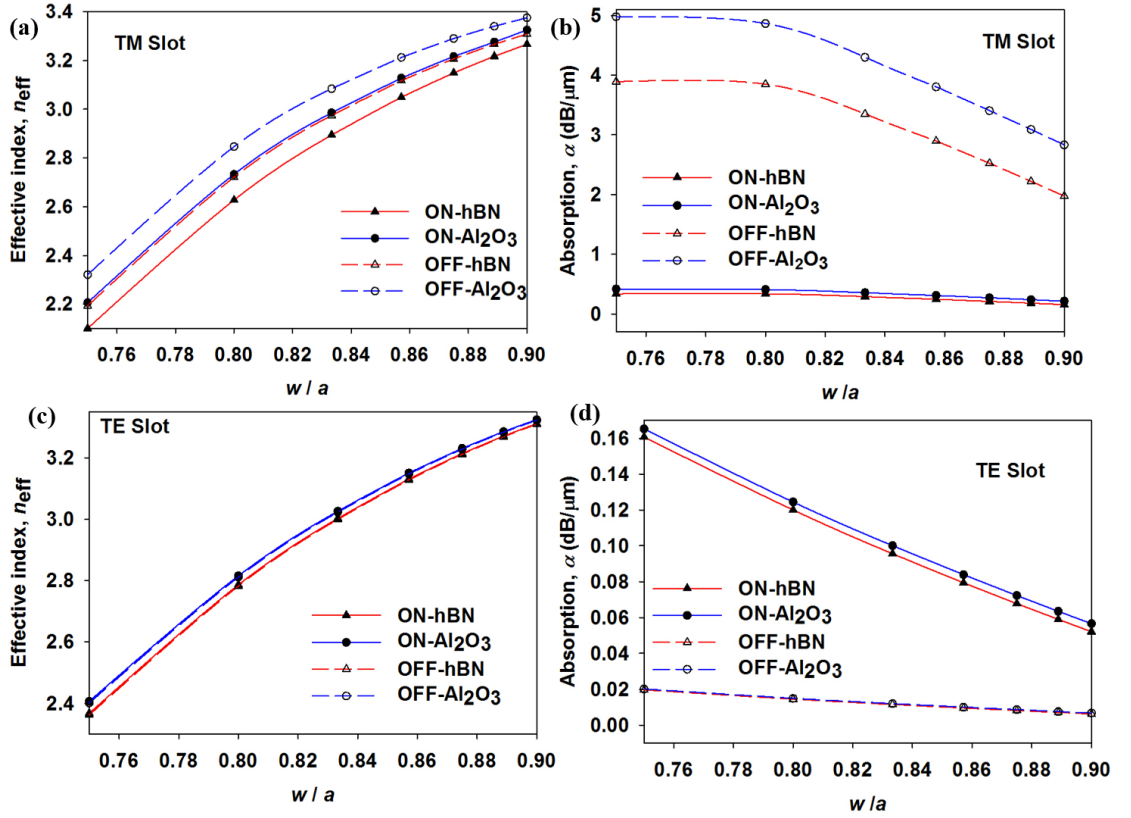 (a)
TM Slot
Effective index, neff
3.4
3.2
3.0
2.8
2.6
2.4
2.2
ON-hBN
ON-Al2O3
OFF-hBN
OFF-Al2O3
0.76 0.78 0.80 0.82 0.84 0.86 0.88 0.90
w / a
(b)
TM Slot
Absorption, α (dB/μm)
5
4
3
2
1
0
ON-hBN
ON-Al2O3
OFF-hBN
OFF-Al2O3
0.76 0.78 0.80 0.82 0.84 0.86 0.88 0.90
w / a
(c)
TE Slot
Effective index, neff
3.2
3.0
2.8
2.6
2.4
ON-hBN
ON-Al2O3
OFF-hBN
OFF-Al2O3
0.76 0.78 0.80 0.82 0.84 0.86 0.88 0.90
w / a
(d)
TE Slot
Absorption, α (dB/μm)
0.16
0.14
0.12
0.10
0.08
0.06
0.04
0.02
0.00
ON-hBN
ON-Al2O3
OFF-hBN
OFF-Al2O3
0.76 0.78 0.80 0.82 0.84 0.86 0.88 0.90
w / a